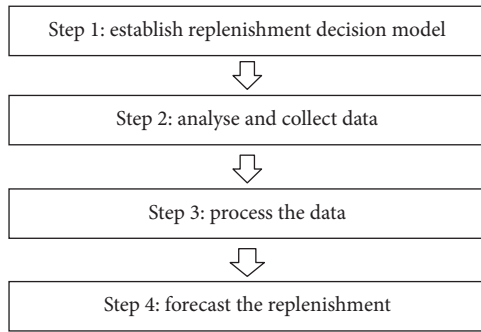 Step 1: establish replenishment decision model
Step 2: analyse and collect data
Step 3: process the data
Step 4: forecast the replenishment